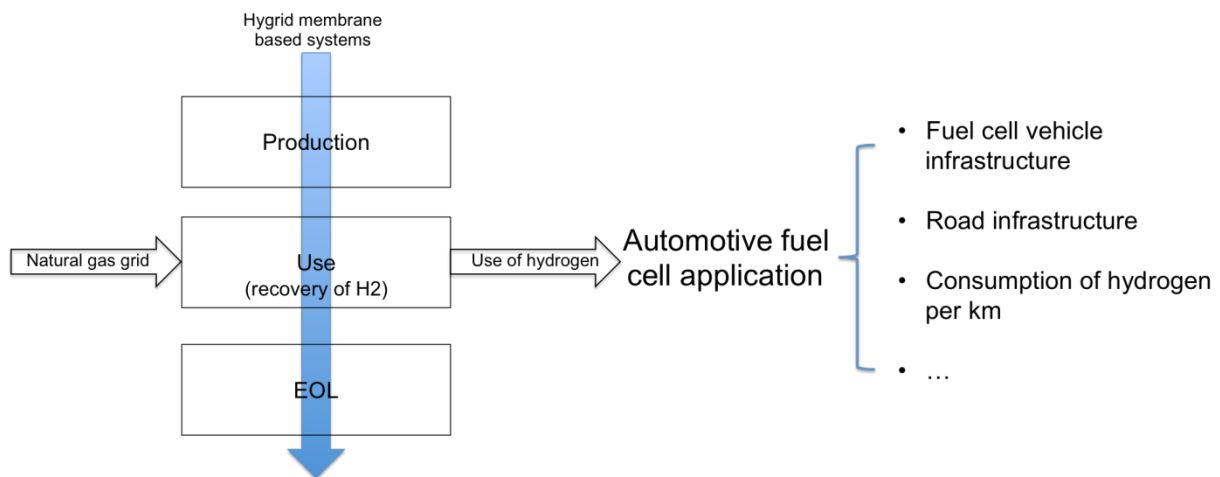 Hygrid membrane
based systems
Production
Natural gas grid
Use
(recovery of H2)
Use of hydrogen
EOL
Automotive fuel
cell application
• Fuel cell vehicle
infrastructure
• Road infrastructure
• Consumption of hydrogen
per km
• …